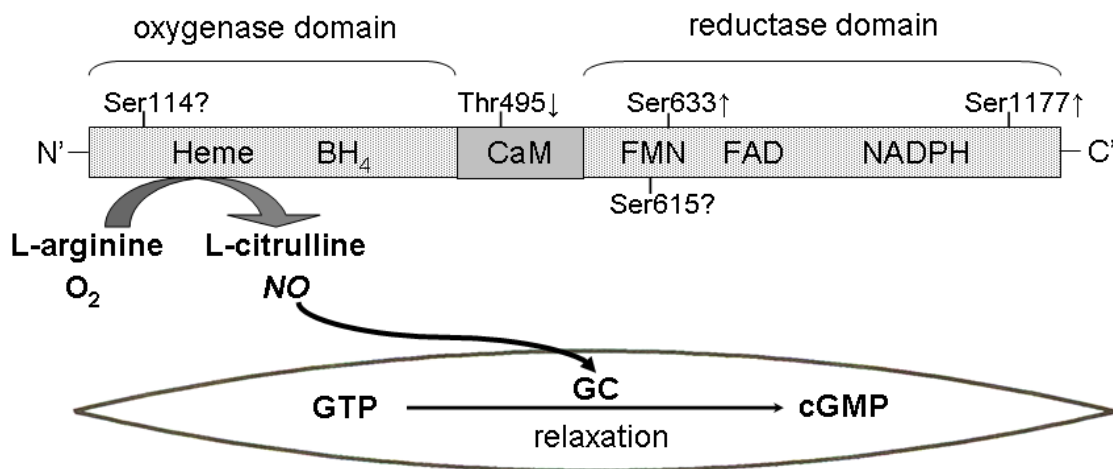 oxygenase domain reductase domain
Ser114? Thr495↓ Ser633↑ Ser1177↑
N' Heme BH₄ CaM FMN FAD NADPH C'
Ser615?
L-arginine L-citrulline
O₂ NO
GC
GTP cGMP
relaxation